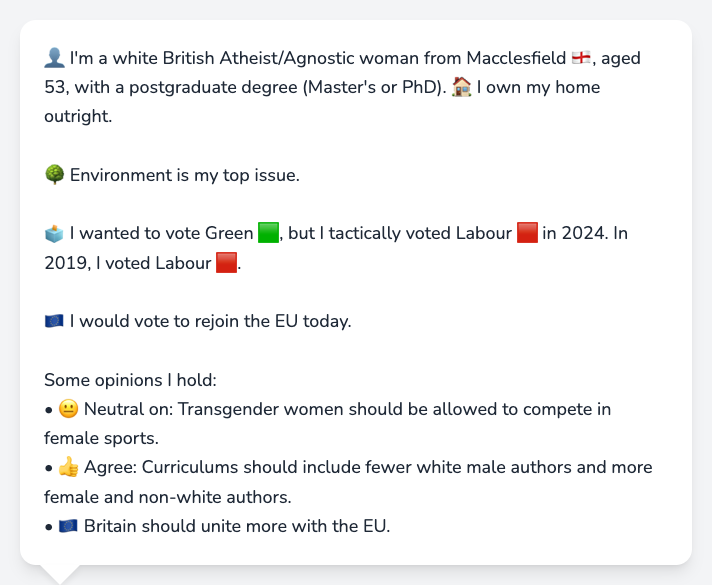 👤 I'm a white British Atheist/Agnostic woman from Macclesfield 🏴󠁧󠁢󠁥󠁮󠁧󠁿, aged
53, with a postgraduate degree (Master's or PhD). 🏠 I own my home
outright.
🌳 Environment is my top issue.
🗳️ I wanted to vote Green 🟩, but I tactically voted Labour 🟥 in 2024. In
2019, I voted Labour 🟥.
🇪🇺 I would vote to rejoin the EU today.
Some opinions I hold:
• 😐 Neutral on: Transgender women should be allowed to compete in
female sports.
• 👍 Agree: Curriculums should include fewer white male authors and more
female and non-white authors.
• 🇪🇺 Britain should unite more with the EU.